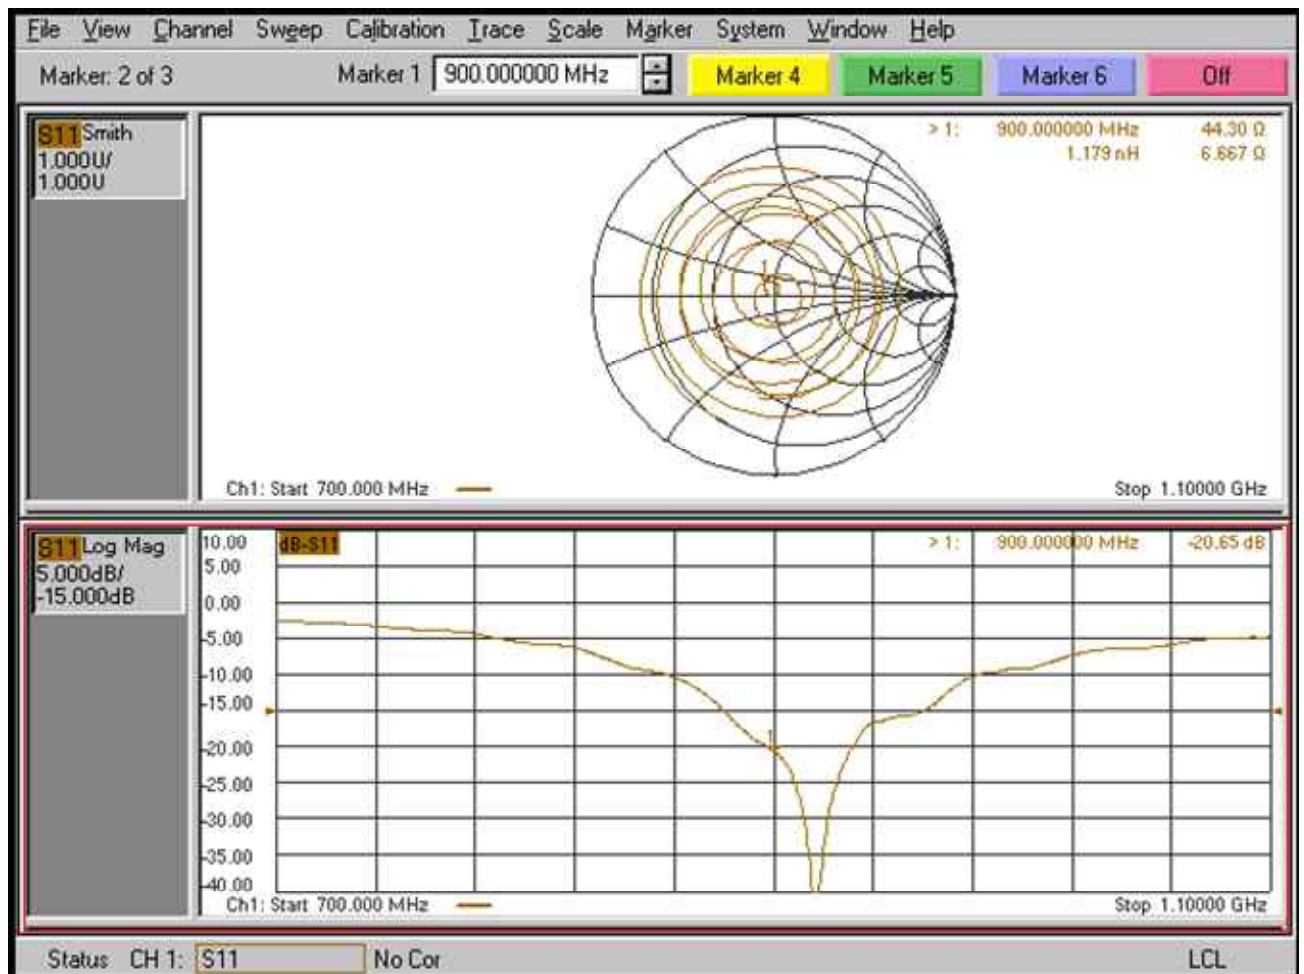 File View Channel Sweep Calibration Trace Scale Marker System Window Help
Marker: 2 of 3 Marker 1 900.000000 MHz Marker 4 Marker 5 Marker 6 Off
S11 Smith
1.000U/
1.000U
> 1: 900.000000 MHz 44.30 Ω
1.179 nH 6.667 Ω
1
Ch1: Start 700.000 MHz Stop 1.10000 GHz
S11 Log Mag
5.000dB/
-15.000dB
10.00
5.00
0.00
-5.00
-10.00
-15.00
-20.00
-25.00
-30.00
-35.00
-40.00
dB-S11
> 1: 900.000000 MHz -20.65 dB
1
Ch1: Start 700.000 MHz Stop 1.10000 GHz
Status CH 1: S11 No Cor LCL